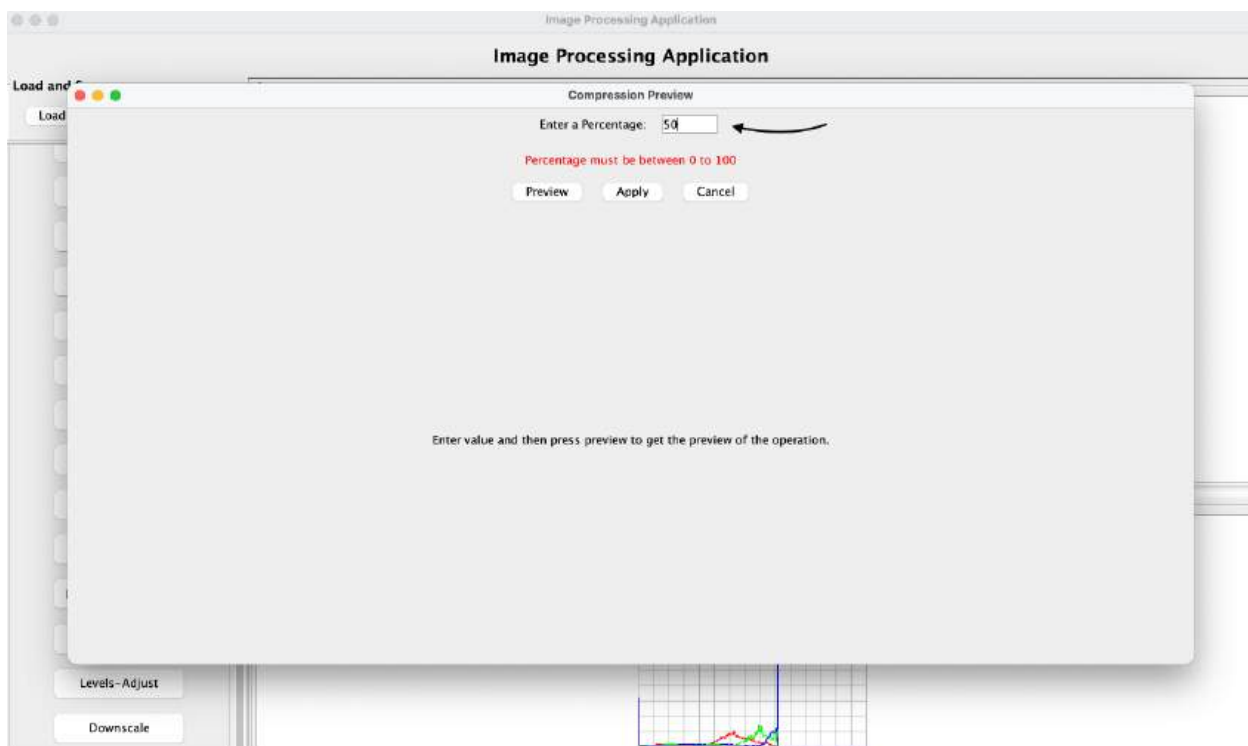 Image Processing Application
Image Processing Application
Load and
Load
Compression Preview
Enter a Percentage: 50
Percentage must be between 0 to 100
Preview Apply Cancel
Enter value and then press preview to get the preview of the operation.
Levels-Adjust
Downscale